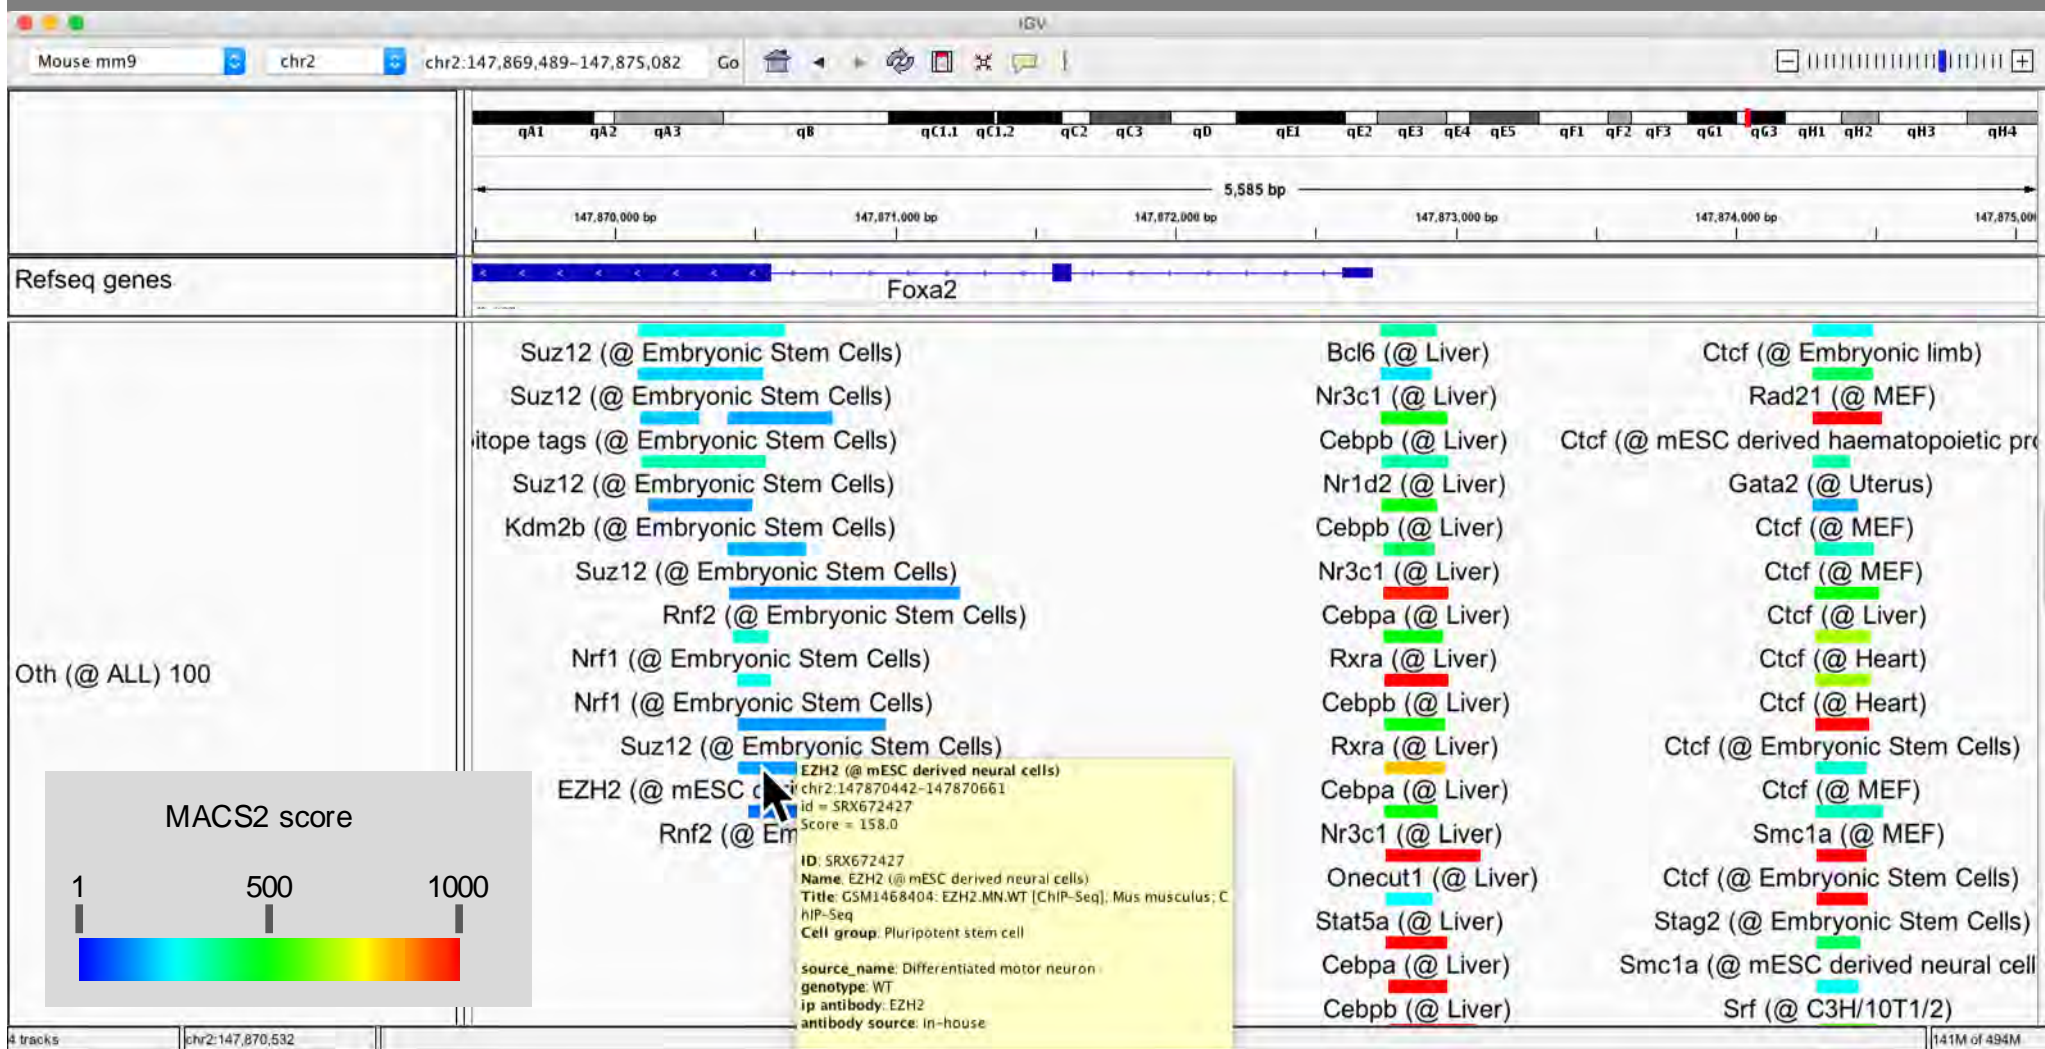 IGV
Mouse mm9 chr2 chr2:147,869,489-147,875,082 Go
qA1 qA2 qA3 qB qC1.1 qC1.2 qC2 qC3 qD qE1 qE2 qE3 qE4 qE5 qF1 qF2 qF3 qG1 qG3 qH1 qH2 qH3 qH4
5,585 bp
147,870,000 bp 147,871,000 bp 147,872,000 bp 147,873,000 bp 147,874,000 bp 147,875,00
Refseq genes
Foxa2
Oth (@ ALL) 100
Suz12 (@ Embryonic Stem Cells)
Suz12 (@ Embryonic Stem Cells)
itope tags (@ Embryonic Stem Cells)
Suz12 (@ Embryonic Stem Cells)
Kdm2b (@ Embryonic Stem Cells)
Suz12 (@ Embryonic Stem Cells)
Rnf2 (@ Embryonic Stem Cells)
Nrf1 (@ Embryonic Stem Cells)
Nrf1 (@ Embryonic Stem Cells)
Suz12 (@ Embryonic Stem Cells)
EZH2 (@ mESC
Rnf2 (@ Em
Bcl6 (@ Liver)
Nr3c1 (@ Liver)
Cebpb (@ Liver)
Nr1d2 (@ Liver)
Cebpb (@ Liver)
Nr3c1 (@ Liver)
Cebpa (@ Liver)
Rxra (@ Liver)
Cebpb (@ Liver)
Rxra (@ Liver)
Cebpa (@ Liver)
Nr3c1 (@ Liver)
Onecut1 (@ Liver)
Stat5a (@ Liver)
Cebpa (@ Liver)
Cebpb (@ Liver)
Ctcf (@ Embryonic limb)
Rad21 (@ MEF)
Ctcf (@ mESC derived haematopoietic pro
Gata2 (@ Uterus)
Ctcf (@ MEF)
Ctcf (@ MEF)
Ctcf (@ Liver)
Ctcf (@ Heart)
Ctcf (@ Heart)
Ctcf (@ Embryonic Stem Cells)
Ctcf (@ MEF)
Smc1a (@ MEF)
Ctcf (@ Embryonic Stem Cells)
Stag2 (@ Embryonic Stem Cells)
Smc1a (@ mESC derived neural cell
Srf (@ C3H/10T1/2)
EZH2 (@ mESC derived neural cells)
chr2:147870442-147870661
id = SRX672427
Score = 158.0
ID: SRX672427
Name: EZH2 (@ mESC derived neural cells)
Title: GSM1468404: EZH2.MN.WT [ChIP-Seq]; Mus musculus; C
hIP-Seq
Cell group: Pluripotent stem cell
source_name: Differentiated motor neuron
genotype: WT
ip antibody: EZH2
antibody source: in-house
MACS2 score
1 500 1000
4 tracks chr2:147,870,532 141M of 494M